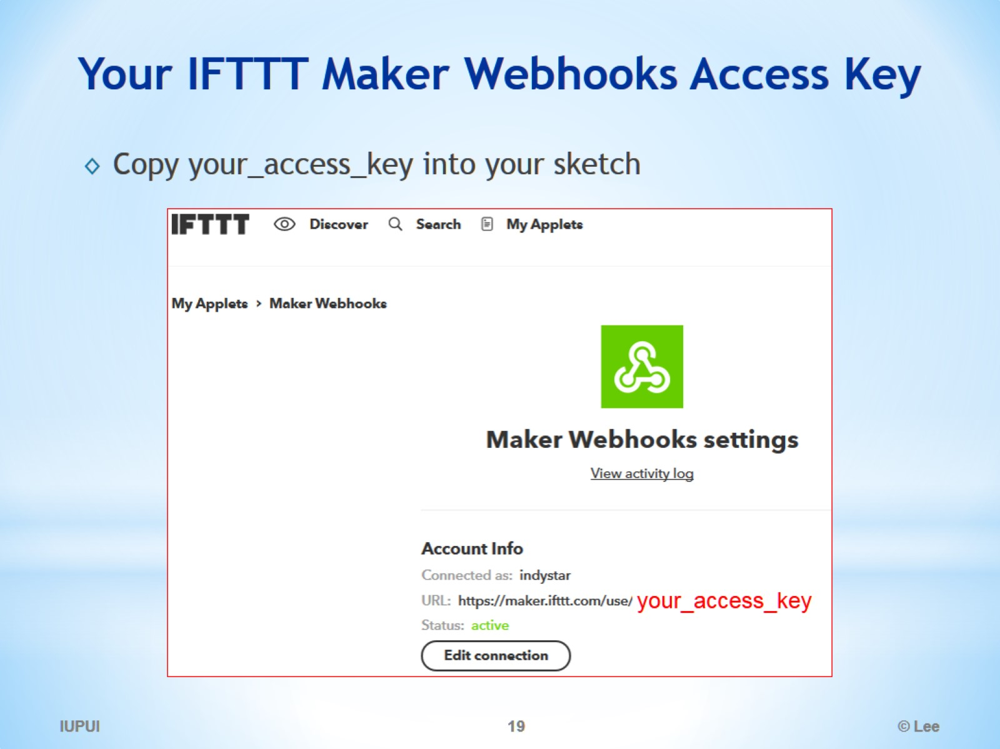 Your IFTTT Maker Webhooks Access Key
Copy your_access_key into your sketch
IFTTT Discover Search My Applets
My Applets › Maker Webhooks
Maker Webhooks settings
View activity log
Account Info
Connected as: indystar
URL: https://maker.ifttt.com/use/ your_access_key
Status: active
Edit connection
IUPUI 19 © Lee